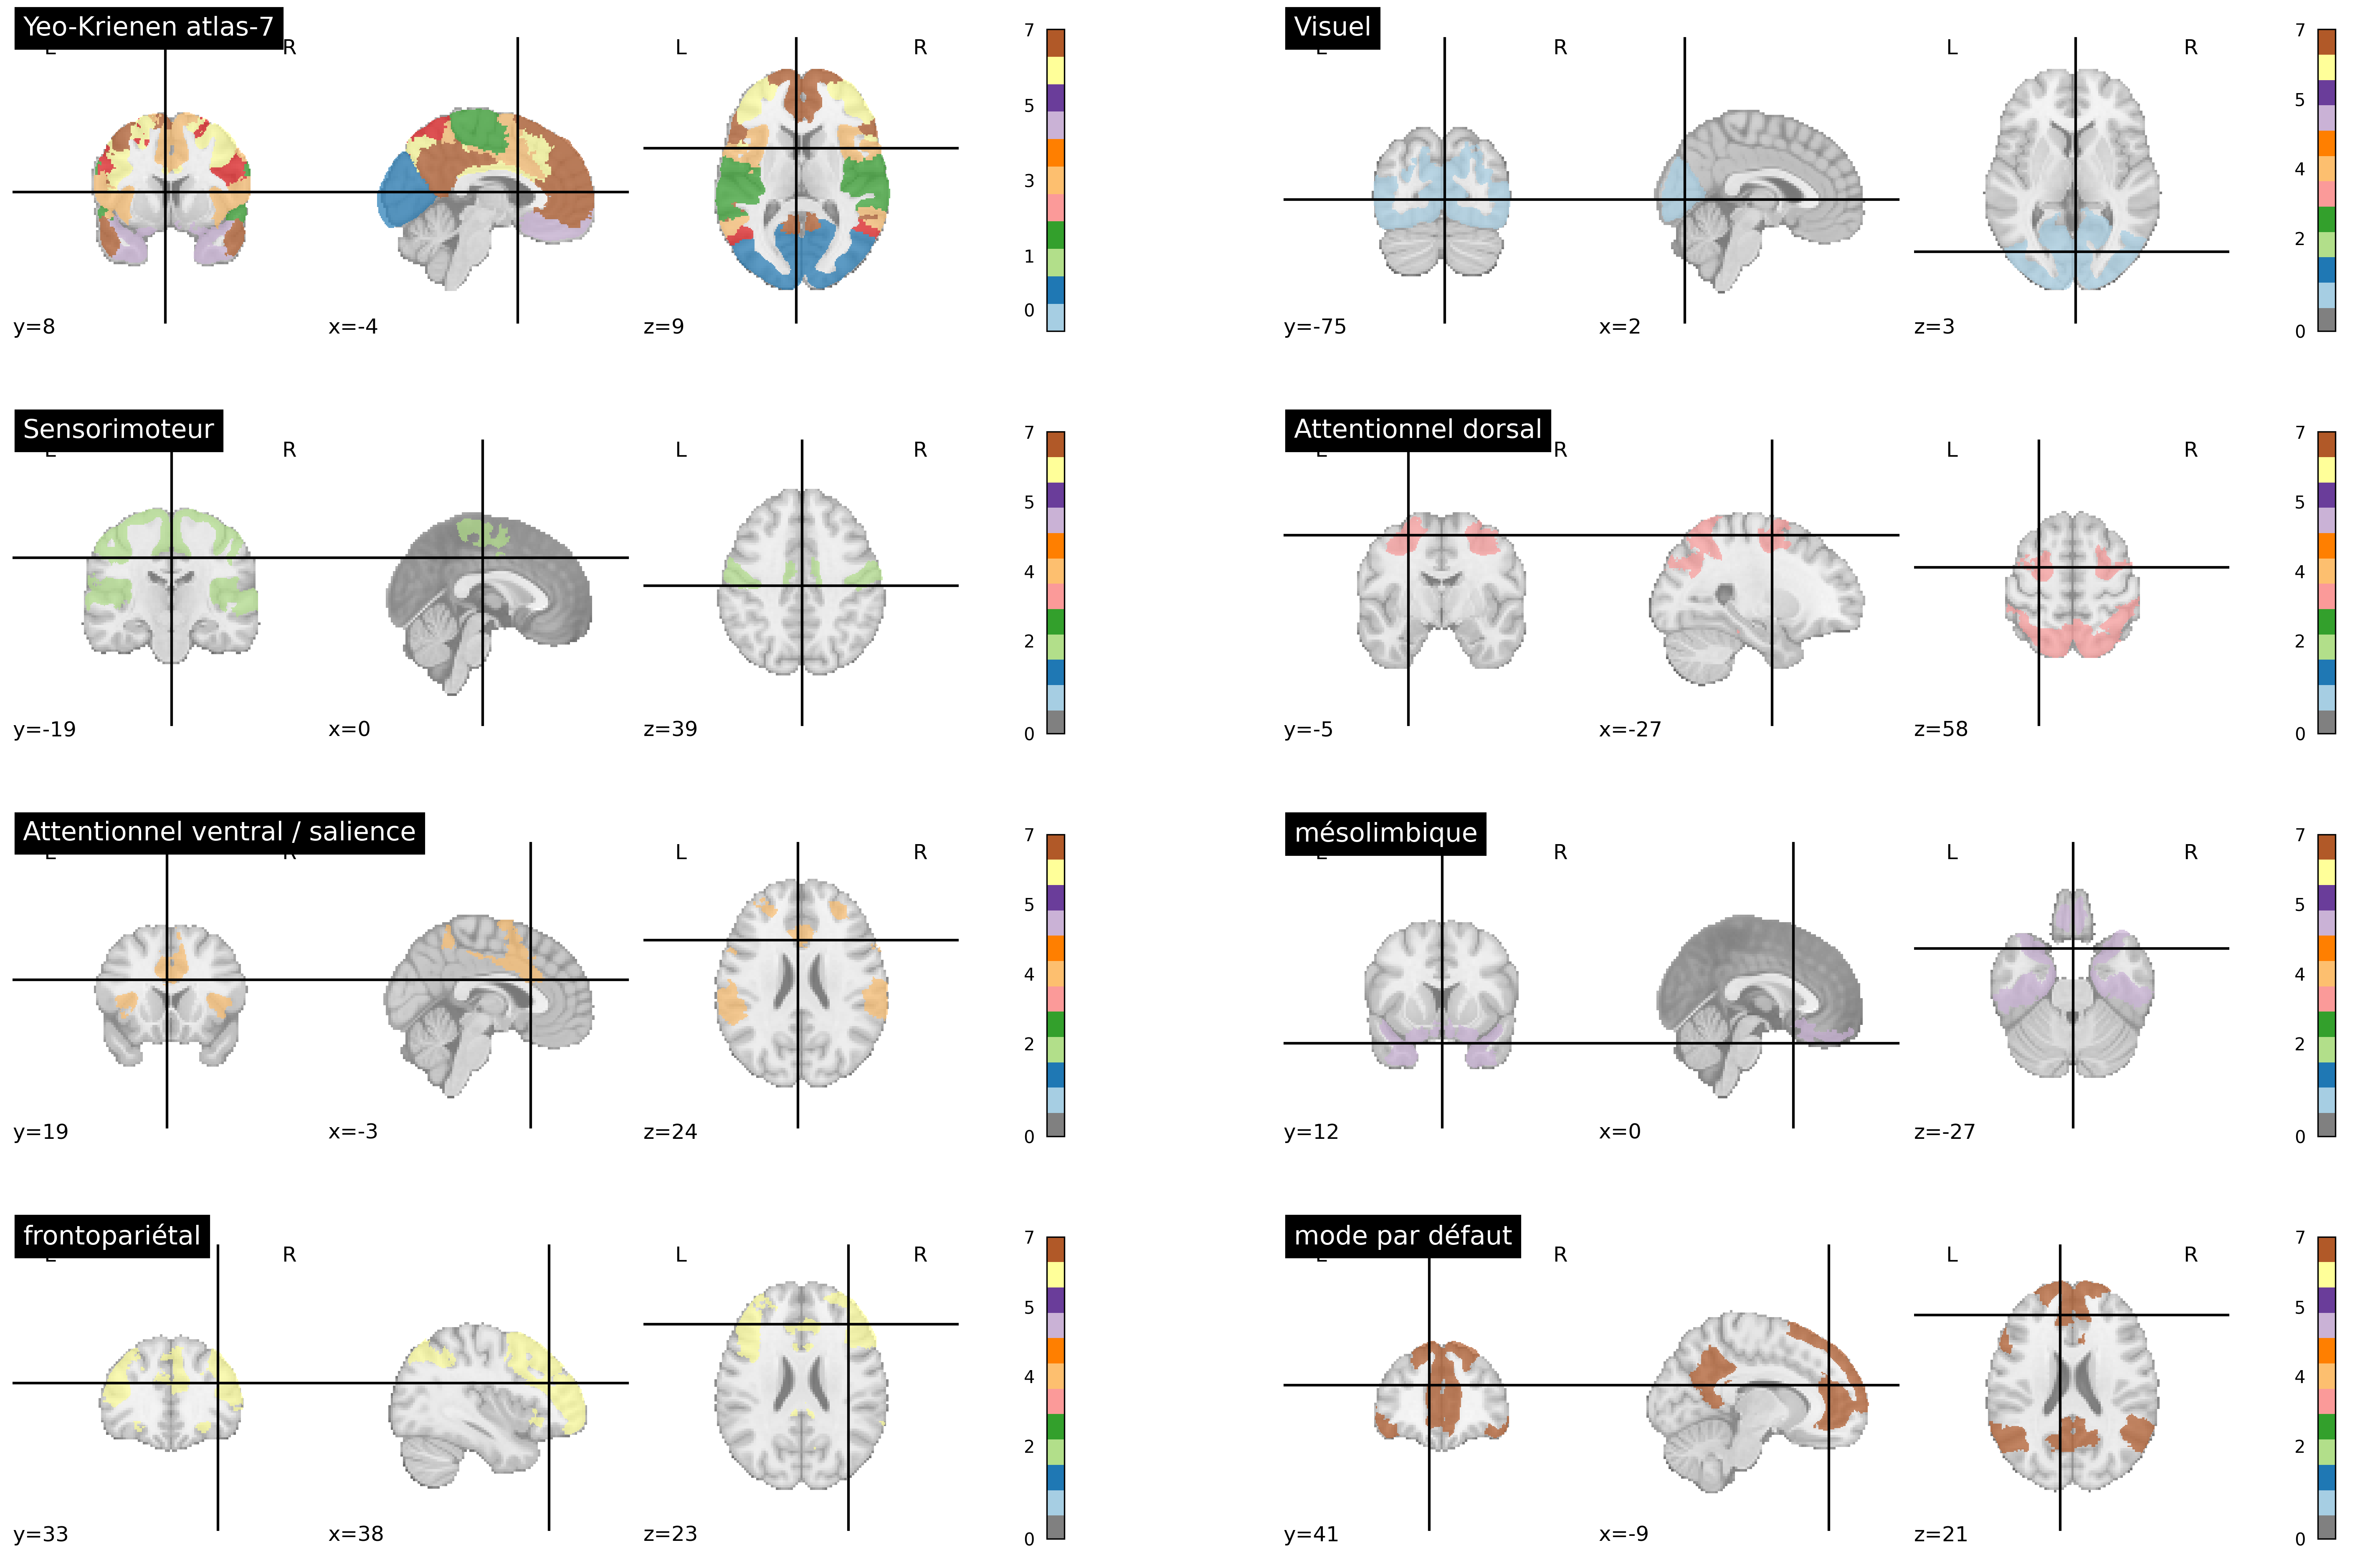 Yeo-Krienen atlas-7
L R L R
y=8 x=-4 z=9
7
5
3
1
0
Visuel
L R L R
y=-75 x=2 z=3
7
5
4
2
0
Sensorimoteur
L R L R
y=-19 x=0 z=39
7
5
4
2
0
Attentionnel dorsal
L R L R
y=-5 x=-27 z=58
7
5
4
2
0
Attentionnel ventral / salience
L R L R
y=19 x=-3 z=24
7
5
4
2
0
mésolimbique
L R L R
y=12 x=0 z=-27
7
5
4
2
0
frontopariétal
L R L R
y=33 x=38 z=23
7
5
4
2
0
mode par défaut
L R L R
y=41 x=-9 z=21
7
5
4
2
0